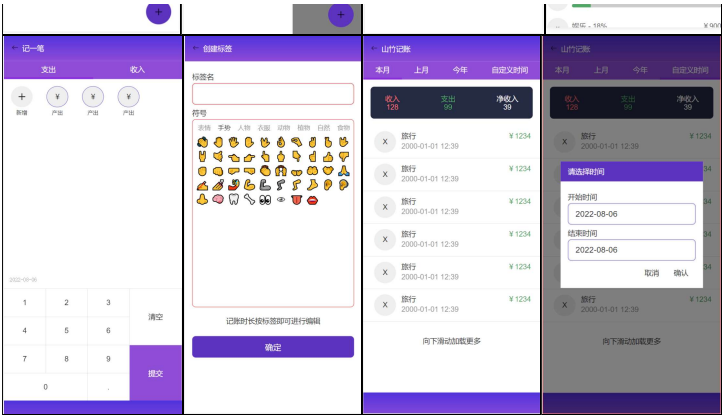 +
+
娱乐 - 18%
￥900
← 记一笔
支出
收入
+
￥
￥
￥
新增
产出
产出
产出
2022-08-06
1
2
3
清空
4
5
6
7
8
9
提交
0
.
← 创建标签
标签名
符号
表情 手势 人物 衣服 动物 植物 自然 食物
记账时长按标签即可进行编辑
确定
← 山竹记账
本月
上月
今年
自定义时间
收入
支出
净收入
128
99
39
X
旅行
￥1234
2000-01-01 12:39
X
旅行
￥1234
2000-01-01 12:39
X
旅行
￥1234
2000-01-01 12:39
X
旅行
￥1234
2000-01-01 12:39
X
旅行
￥1234
2000-01-01 12:39
X
旅行
￥1234
2000-01-01 12:39
向下滑动加载更多
← 山竹记账
本月
上月
今年
自定义时间
收入
支出
净收入
128
99
39
X
旅行
￥1234
2000-01-01 12:39
请选择时间
开始时间
2022-08-06
结束时间
2022-08-06
取消
确认
X
旅行
￥1234
2000-01-01 12:39
向下滑动加载更多